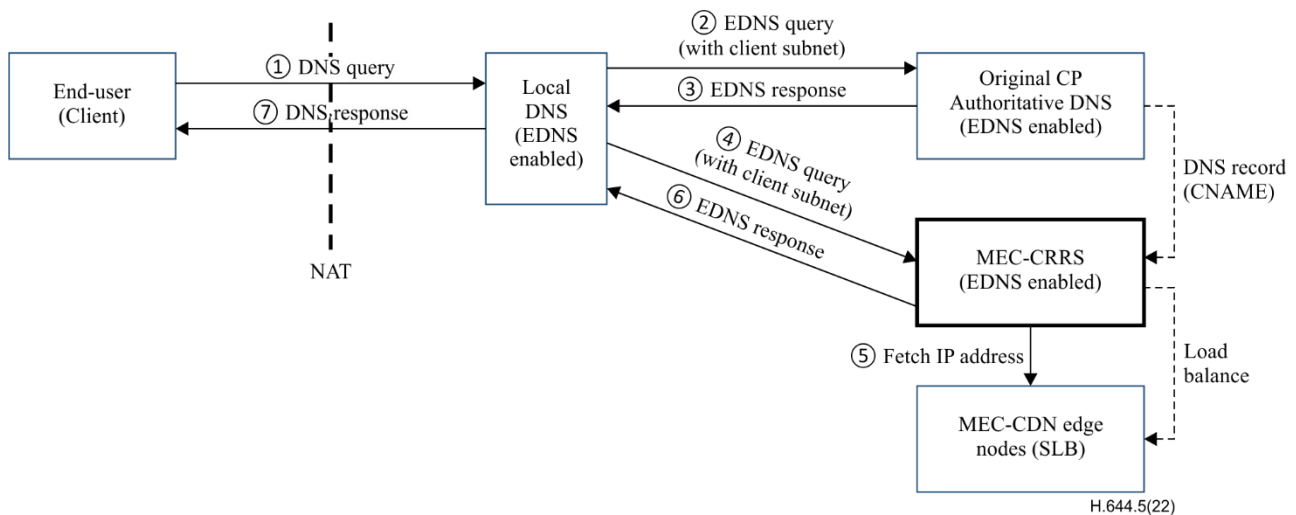 ② EDNS query
(with client subnet)
① DNS query
End-user
(Client)
⑦ DNS response
NAT
Local
DNS
(EDNS
enabled)
③ EDNS response
Original CP
Authoritative DNS
(EDNS enabled)
④ EDNS query
(with client subnet)
⑥ EDNS response
DNS record
(CNAME)
MEC-CRRS
(EDNS enabled)
⑤ Fetch IP address
Load
balance
MEC-CDN edge
nodes (SLB)
H.644.5(22)